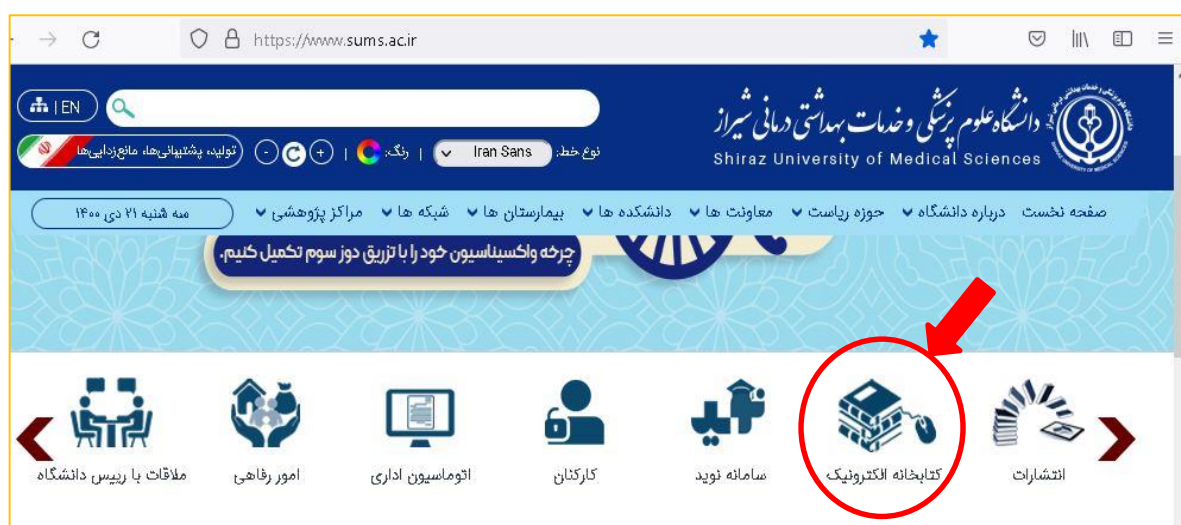 https://www.sums.ac.ir
دانشگاه علوم پزشکی و خدمات بهداشتی درمانی شیراز
Shiraz University of Medical Sciences
EN |
نوع خط: Iran Sans | رنگ: | + -
تولید، پشتیبانی‌ها، مانع‌زدایی‌ها
صفحه نخست درباره دانشگاه حوزه ریاست معاونت ها دانشکده ها بیمارستان ها شبکه ها مراکز پژوهشی
سه شنبه ۲۱ دی ۱۴۰۰
چرخه واکسیناسیون خود را با تزریق دوز سوم تکمیل کنیم.
انتشارات
کتابخانه الکترونیک
سامانه نوید
کارکنان
اتوماسیون اداری
امور رفاهی
ملاقات با رییس دانشگاه